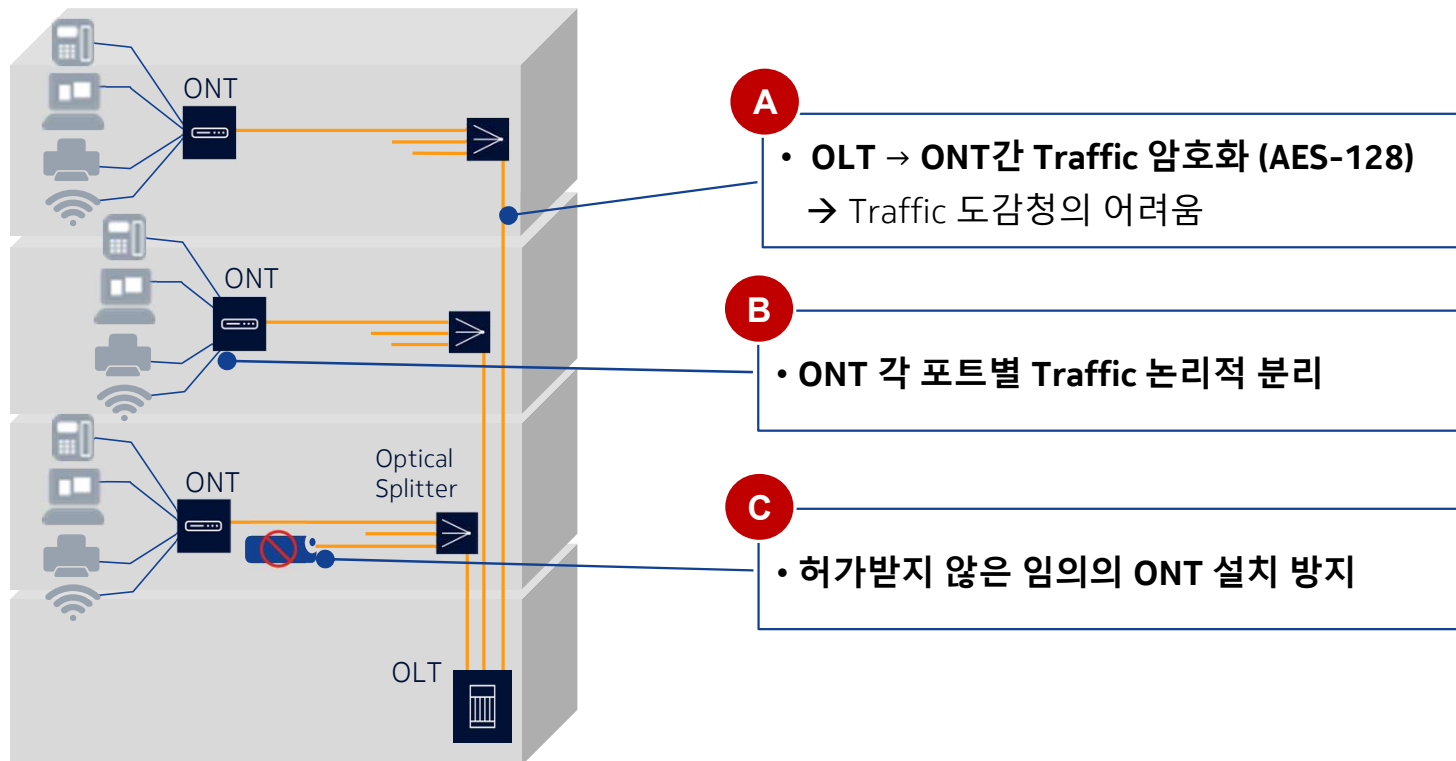 ONT
ONT
ONT
Optical
Splitter
OLT
A
• OLT → ONT간 Traffic 암호화 (AES-128)
→ Traffic 도감청의 어려움
B
• ONT 각 포트별 Traffic 논리적 분리
C
• 허가받지 않은 임의의 ONT 설치 방지